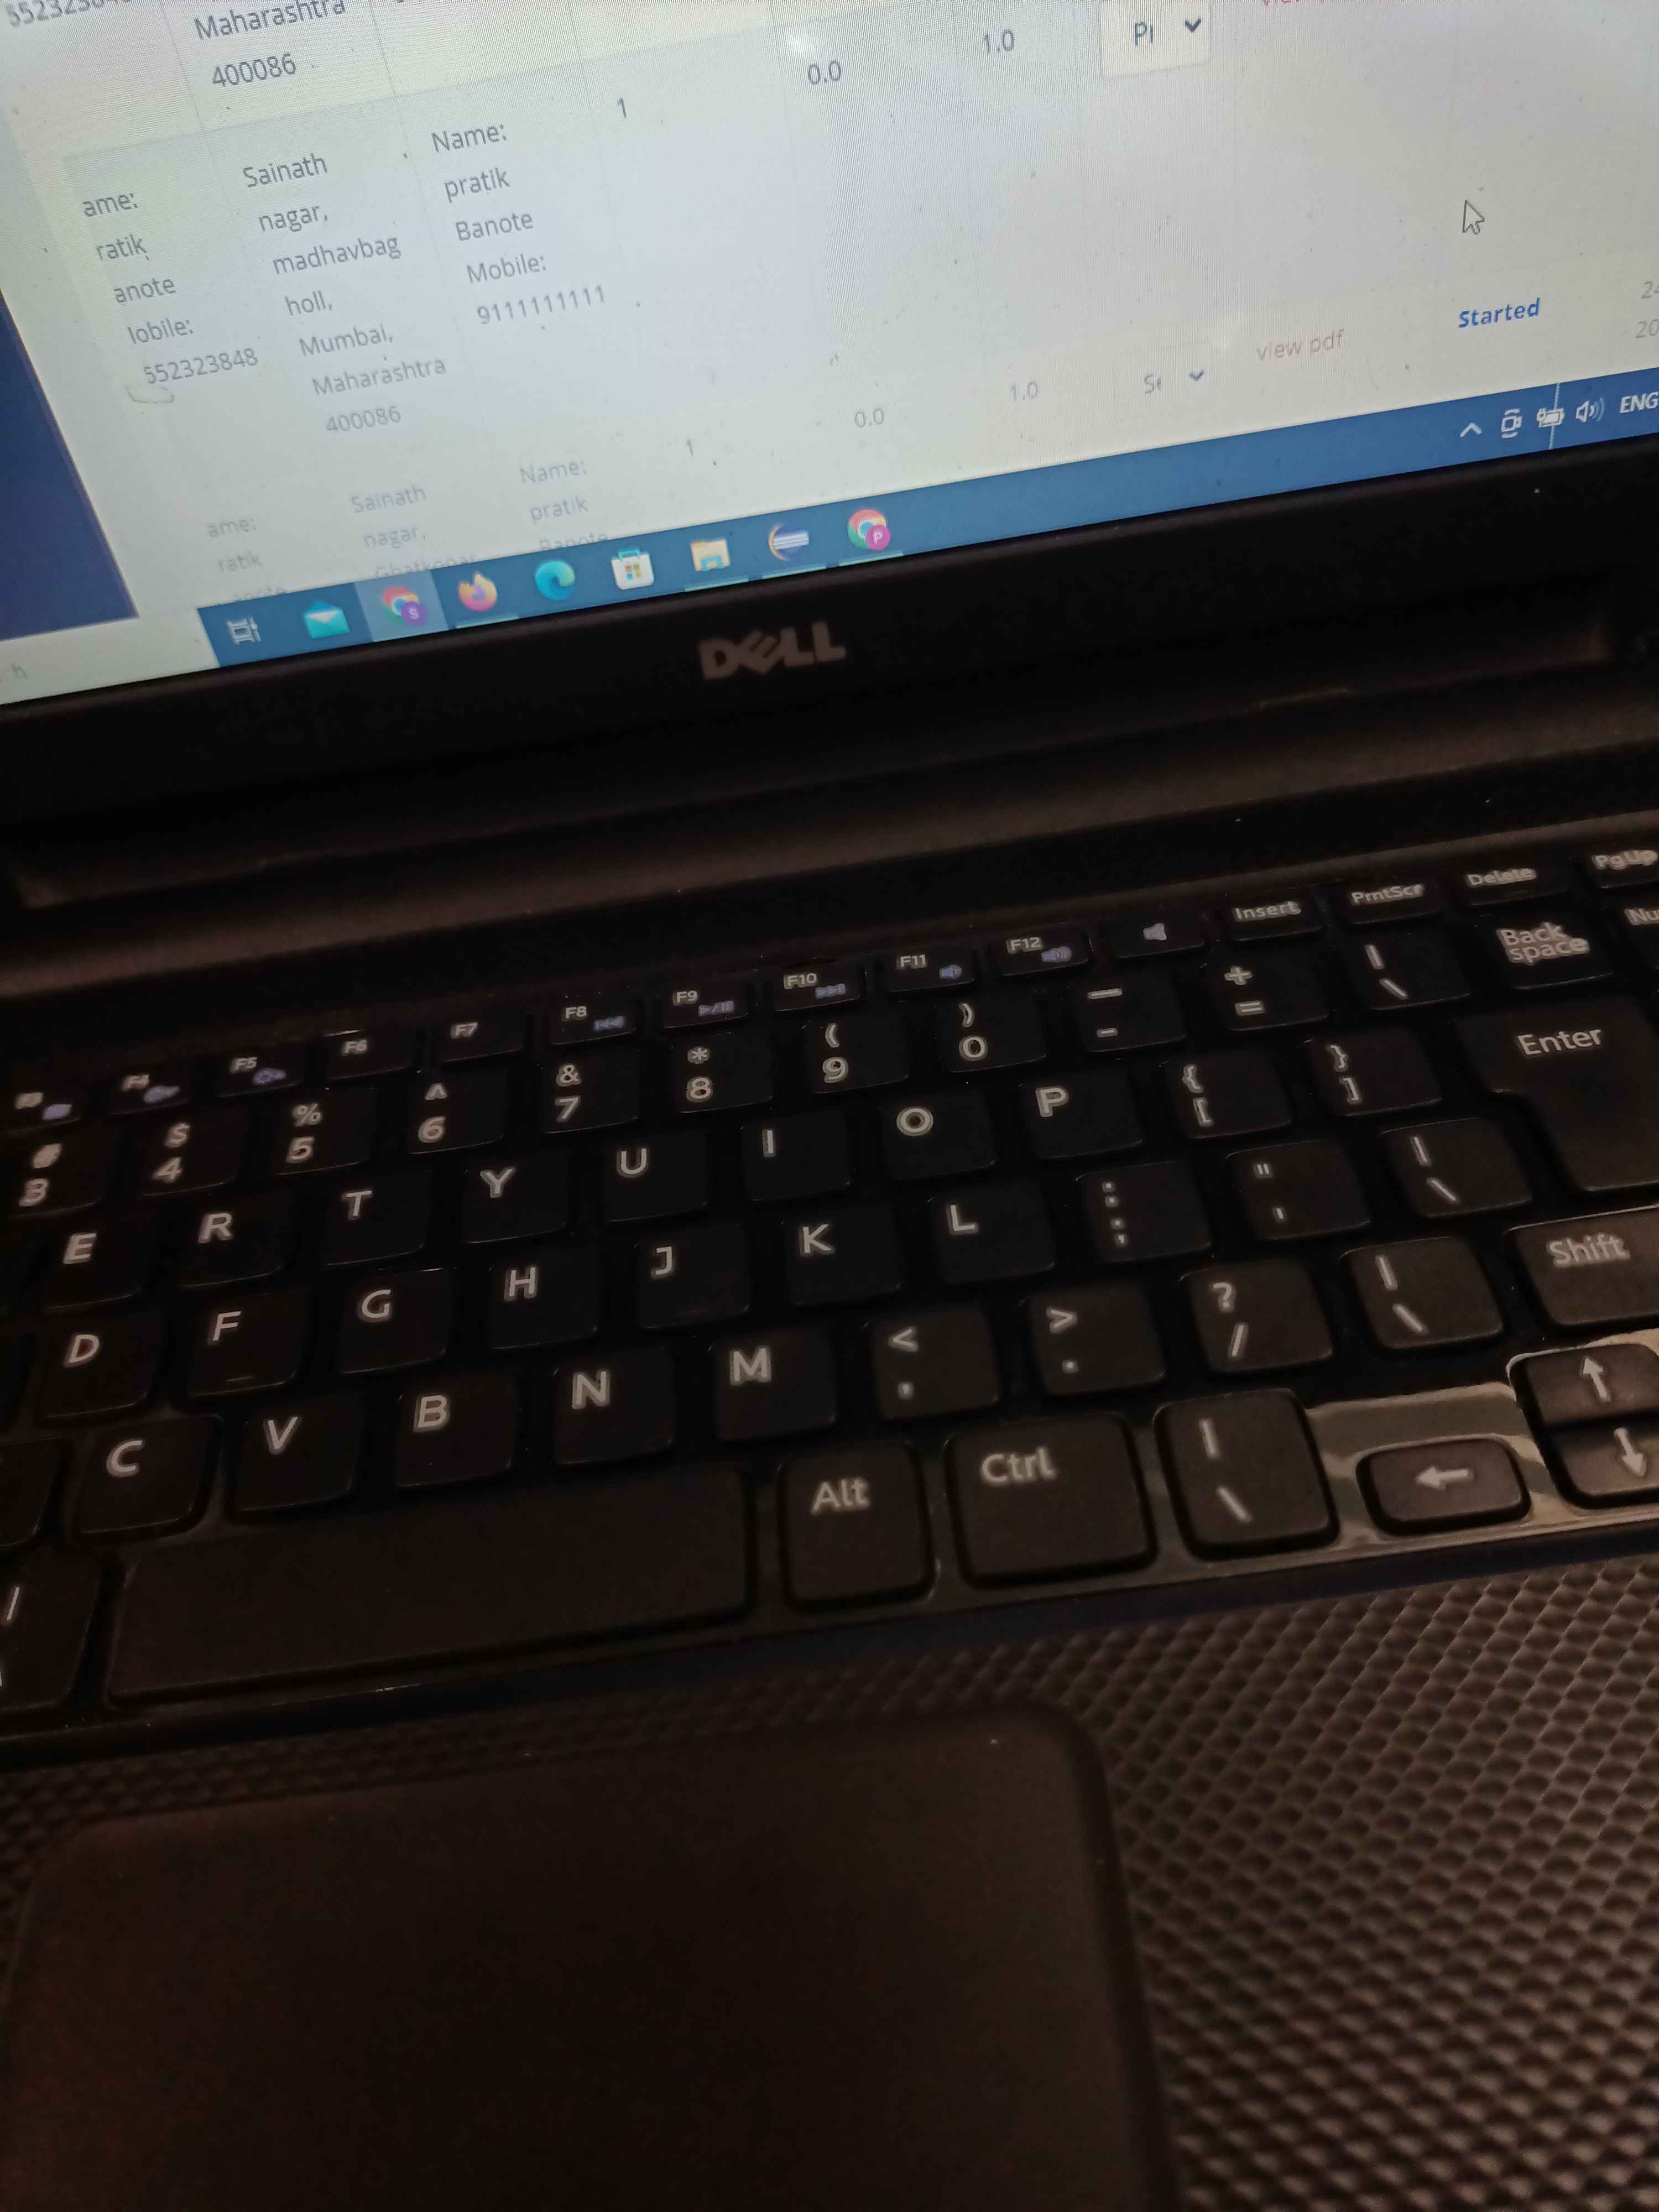 Maharashtra
400086
0.0
1.0
ame:
ratik
anote
lobile:
552323848
Sainath
nagar,
madhavbag
holl,
Mumbai,
Maharashtra
400086
Name:
pratik
Banote
Mobile:
9111111111
1
0.0
1.0
view pdf
Started
ame:
ratik
Sainath
nagar,
Name:
pratik
Banote
1
ENG
S
P
DELL
F4 F5 F6 F7 F8 F9 F10 F11 F12 Insert PrntScr Delete PgUp
# $ % ^ & * ( ) — + |
3 4 5 6 7 8 9 0 - = \ Back space
E R T Y U I O P { [ } ] Enter
D F G H J K L : ; " ' | \
C V B N M < , > . ? / | \ Shift
Alt Ctrl | \ ← ↑ ↓